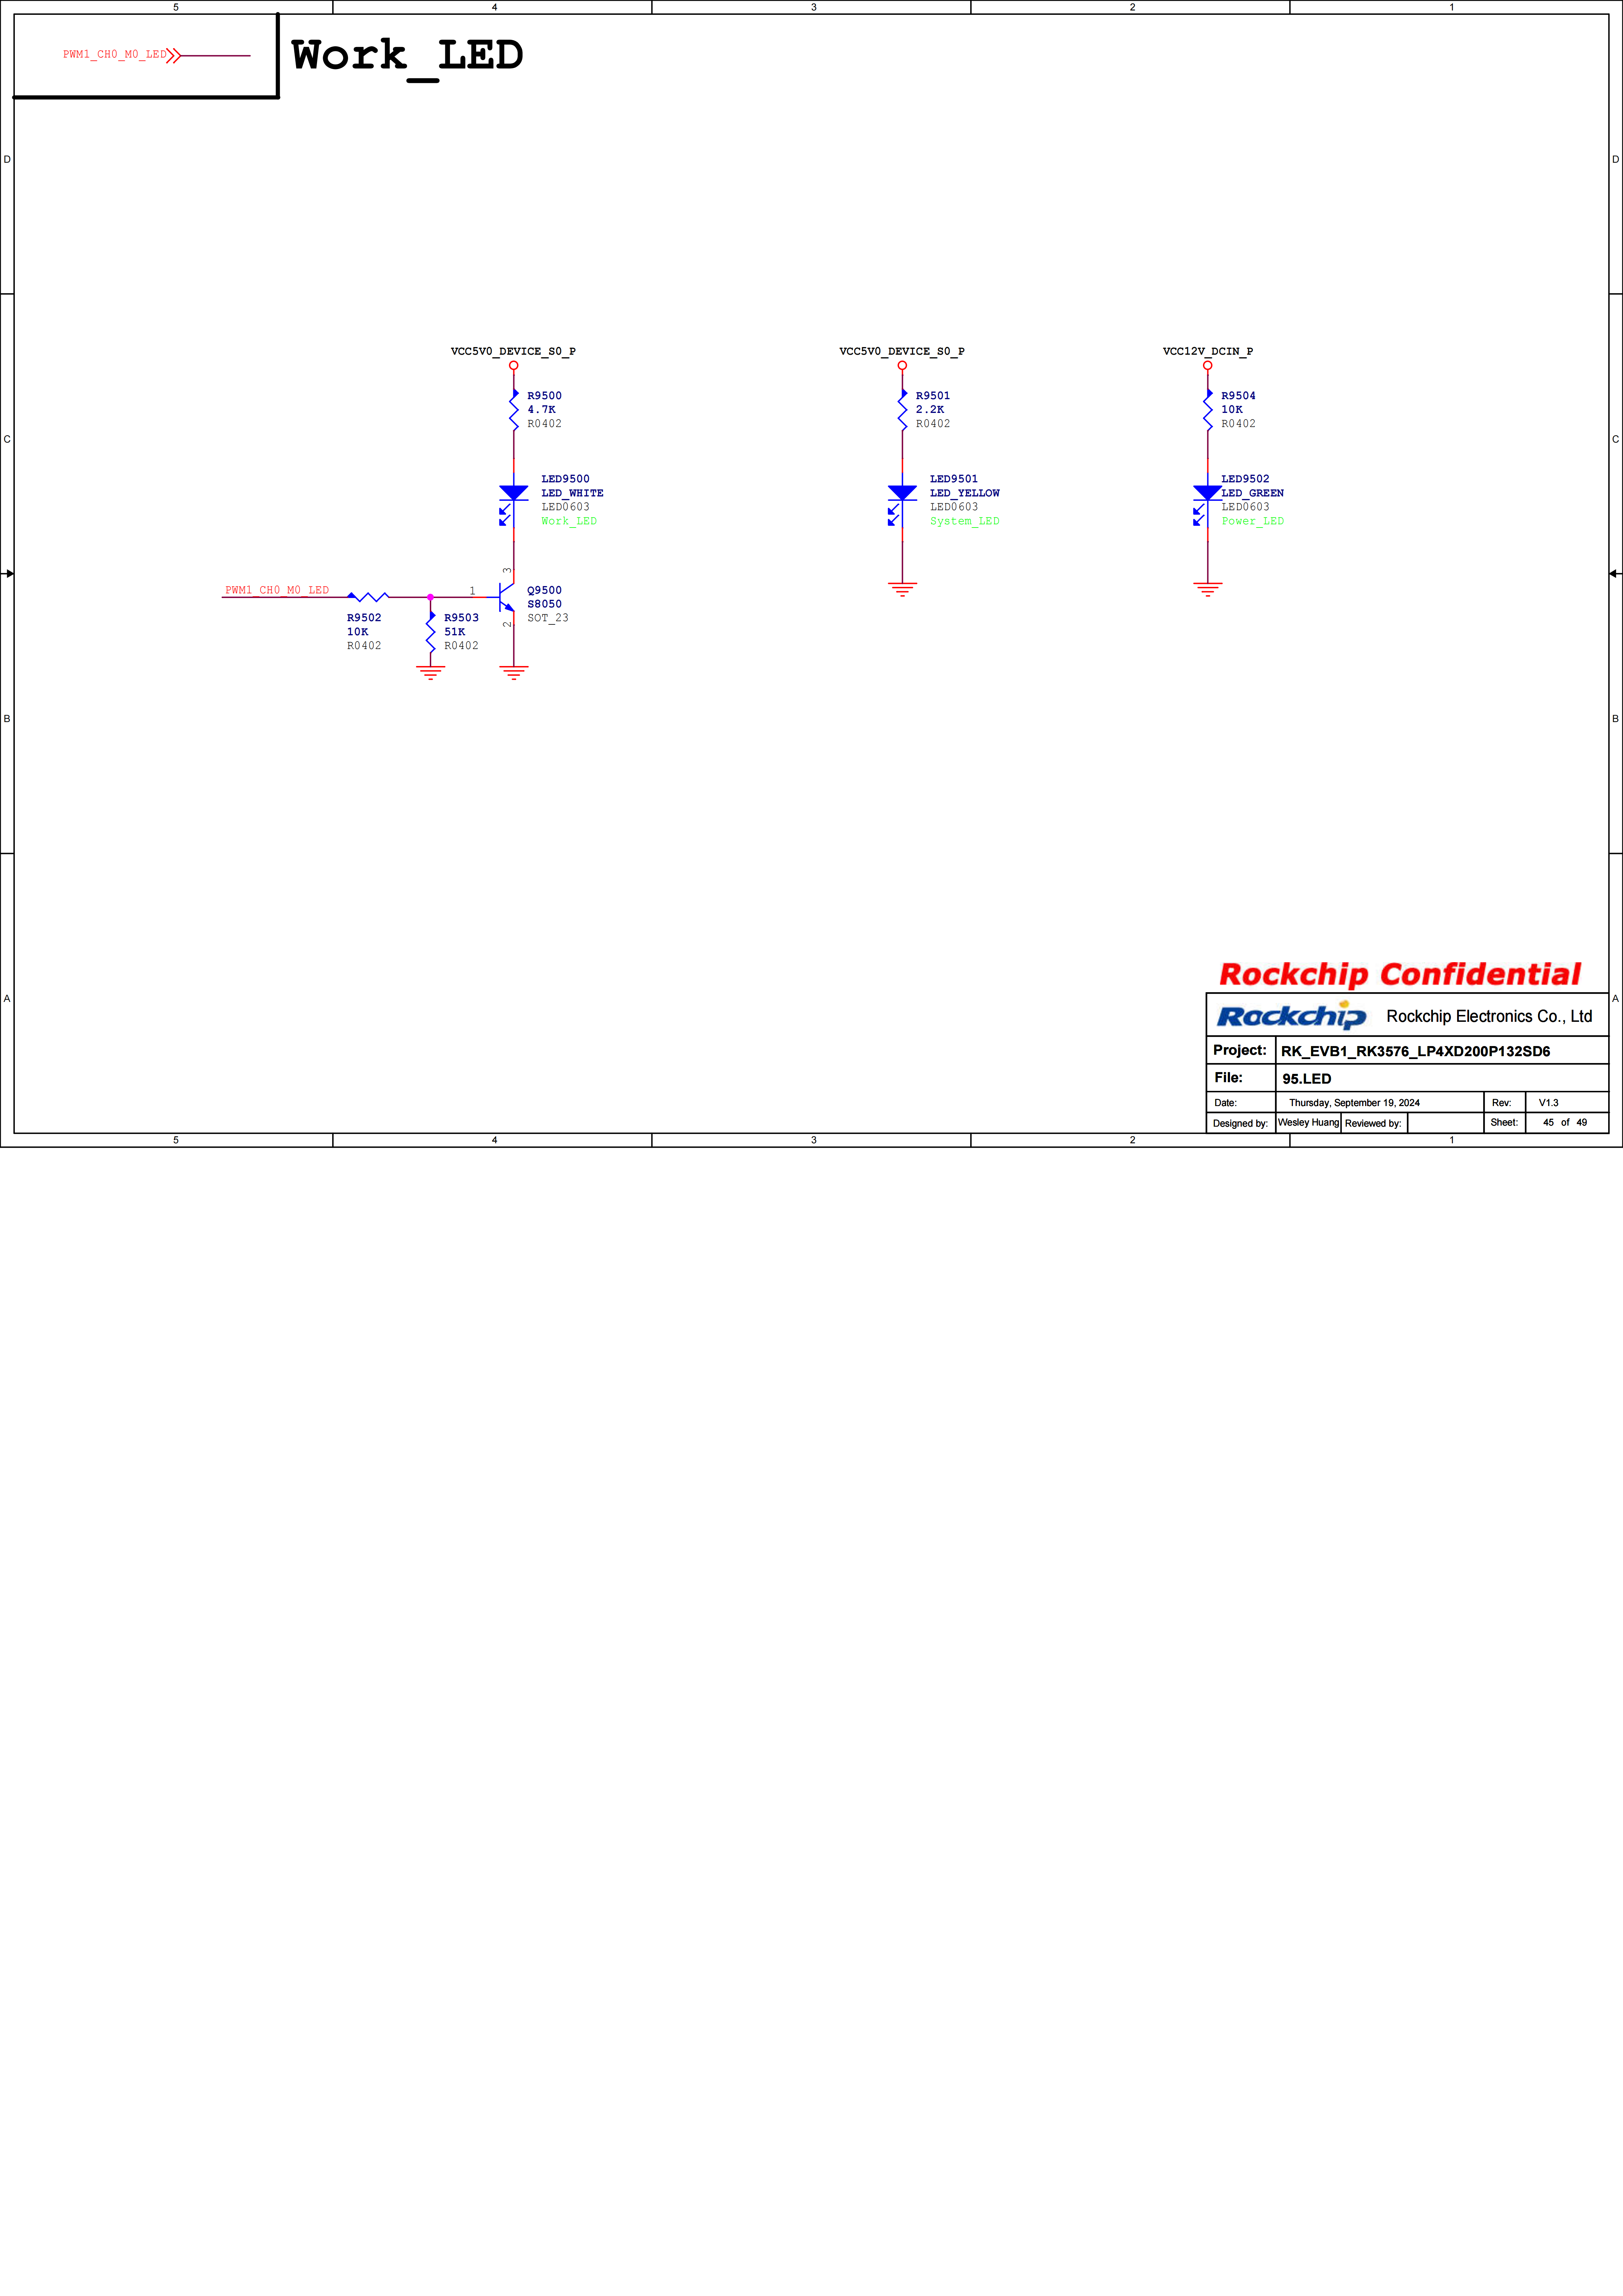 5 4 3 2 1
PWM1_CH0_M0_LED
Work_LED
D D
VCC5V0_DEVICE_S0_P VCC5V0_DEVICE_S0_P VCC12V_DCIN_P
R9500 R9501 R9504
4.7K 2.2K 10K
R0402 R0402 R0402
C C
LED9500 LED9501 LED9502
LED_WHITE LED_YELLOW LED_GREEN
LED0603 LED0603 LED0603
Work_LED System_LED Power_LED
3
PWM1_CH0_M0_LED 1 Q9500
S8050
R9502 R9503 2 SOT_23
10K 51K
R0402 R0402
B B
Rockchip Confidential
A A
Rockchip Rockchip Electronics Co., Ltd
Project: RK_EVB1_RK3576_LP4XD200P132SD6
File: 95.LED
Date: Thursday, September 19, 2024 Rev: V1.3
Designed by: Wesley Huang Reviewed by: Sheet: 45 of 49
5 4 3 2 1